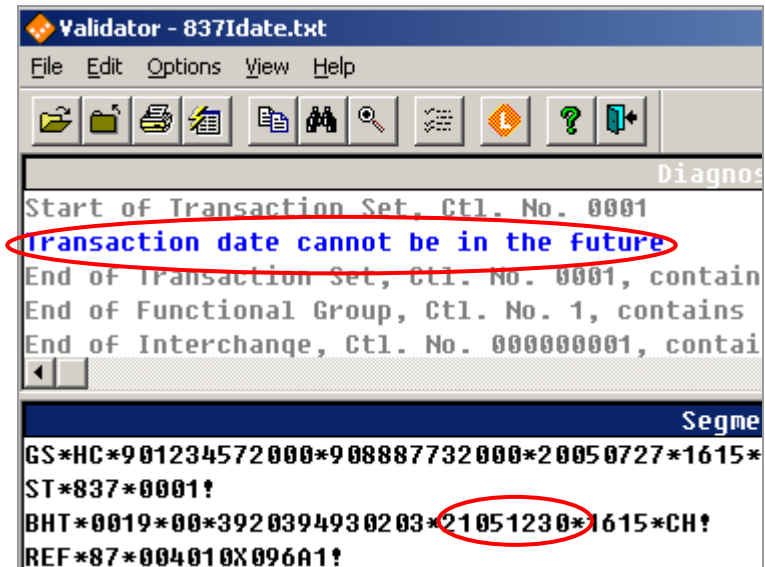 Validator - 837Idate.txt
File Edit Options View Help
L ?
Diagnos
Start of Transaction Set, Ctl. No. 0001
Transaction date cannot be in the future
End of Transaction Set, Ctl. No. 0001, contain
End of Functional Group, Ctl. No. 1, contains
End of Interchange, Ctl. No. 000000001, contai
Segme
GS*HC*901234572000*908887732000*20050727*1615*
ST*837*0001!
BHT*0019*00*3920394930203*21051230*1615*CH!
REF*87*004010X096A1!